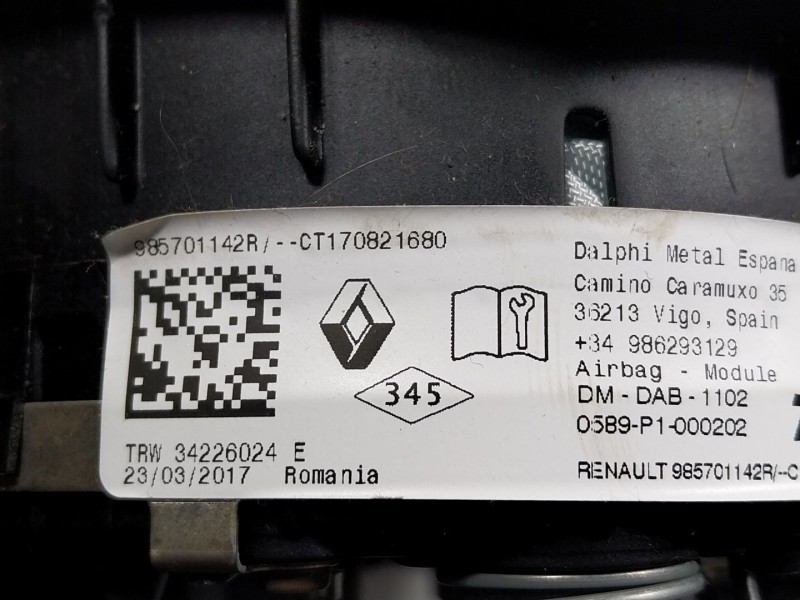 985701142R/--CT170821680
345
TRW 34226024 E
23/03/2017 Romania
Dalphi Metal Espana
Camino Caramuxo 35
36213 Vigo, Spain
+34 986293129
Airbag - Module
DM-DAB-1102
0589-P1-000202
RENAULT 985701142R/--C